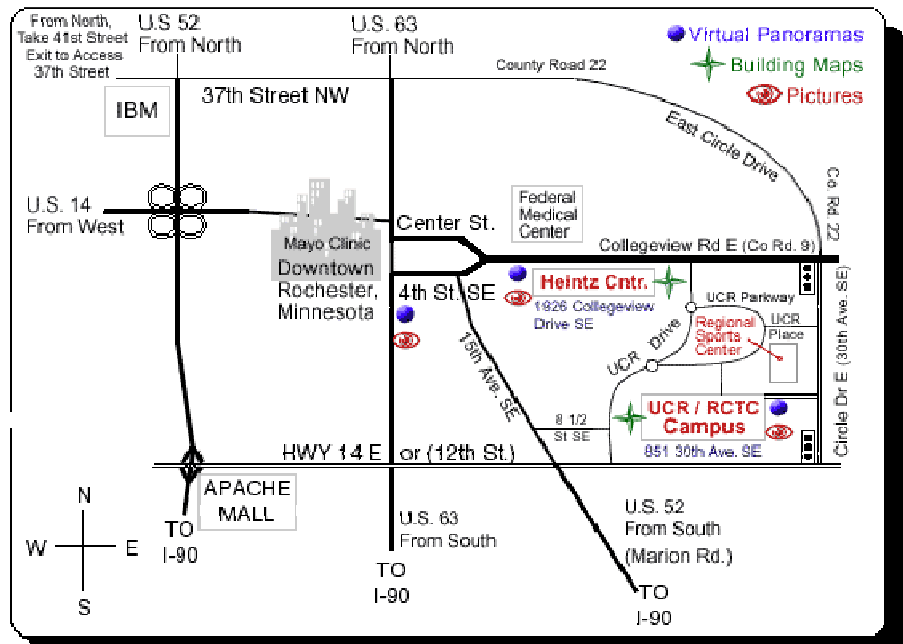 From North,
Take 41st Street
Exit to Access
37th Street
U.S 52
From North
U.S. 63
From North
Virtual Panoramas
Building Maps
Pictures
County Road 22
37th Street NW
IBM
East Circle Drive
Co. Rd. 22
U.S. 14
From West
Federal
Medical
Center
Center St.
Mayo Clinic
Downtown
Rochester,
Minnesota
Collegeview Rd E (Co Rd. 9)
4th St. SE
Heintz Cntr.
1926 Collegeview
Drive SE
UCR Parkway
UCR
Place
Regional
Sports
Center
UCR Drive
Circle Dr E (30th Ave. SE)
15th Ave. SE
8 1/2
St SE
UCR / RCTC
Campus
851 30th Ave. SE
HWY 14 E or (12th St.)
APACHE
MALL
N
W E
S
TO
I-90
U.S. 63
From South
TO
I-90
U.S. 52
From South
(Marion Rd.)
TO
I-90